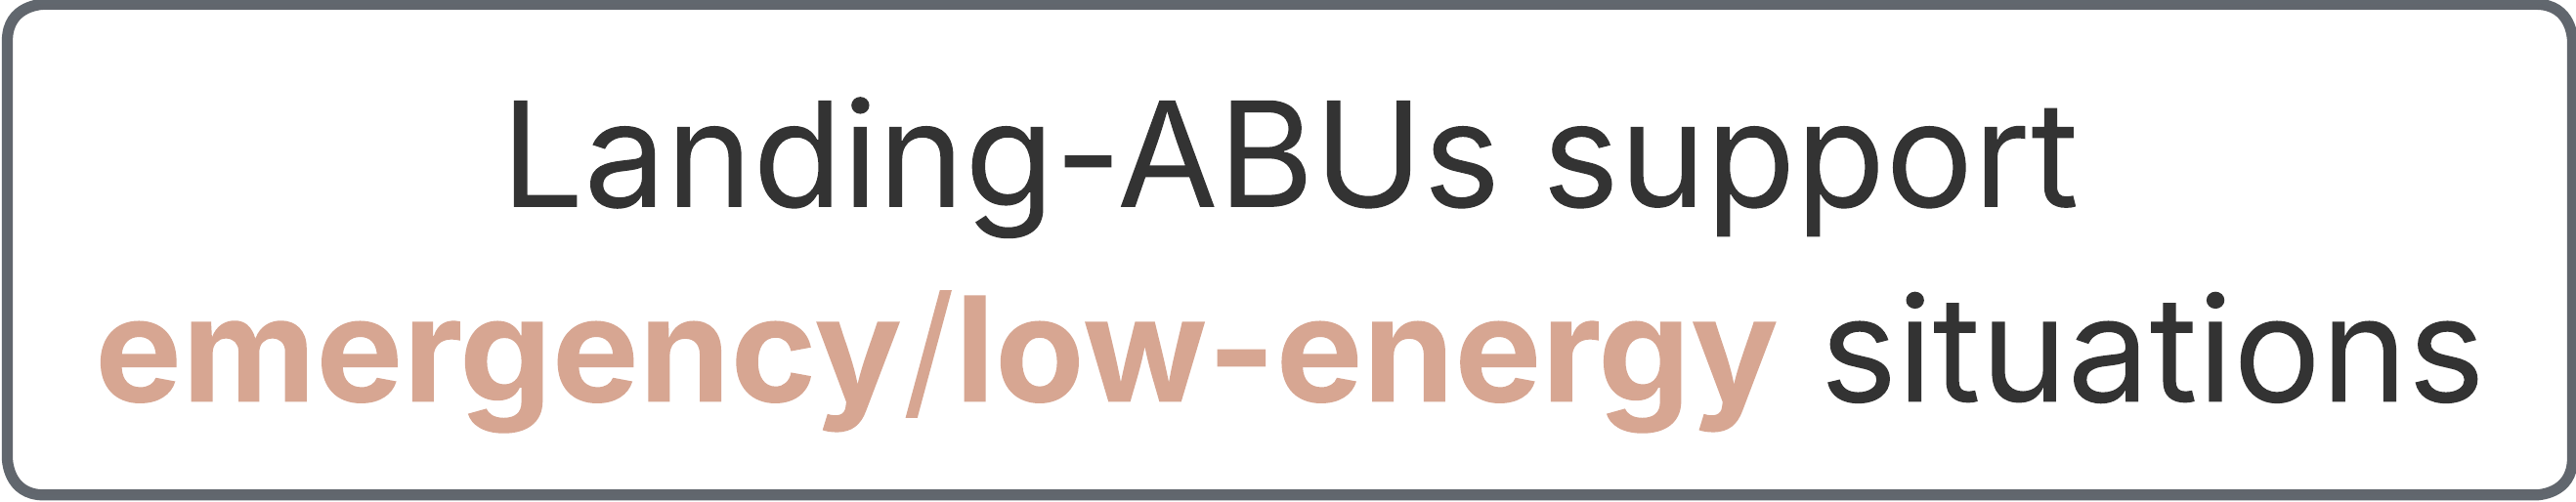 Landing-ABUs support
emergency/low-energy situations